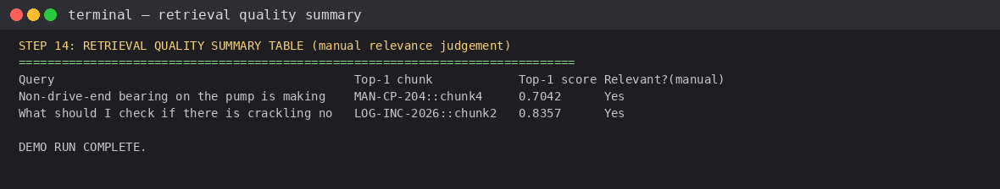 terminal — retrieval quality summary
STEP 14: RETRIEVAL QUALITY SUMMARY TABLE (manual relevance judgement)
==============================================================================
Query Top-1 chunk Top-1 score Relevant?(manual)
Non-drive-end bearing on the pump is making MAN-CP-204::chunk4 0.7042 Yes
What should I check if there is crackling no LOG-INC-2026::chunk2 0.8357 Yes
DEMO RUN COMPLETE.